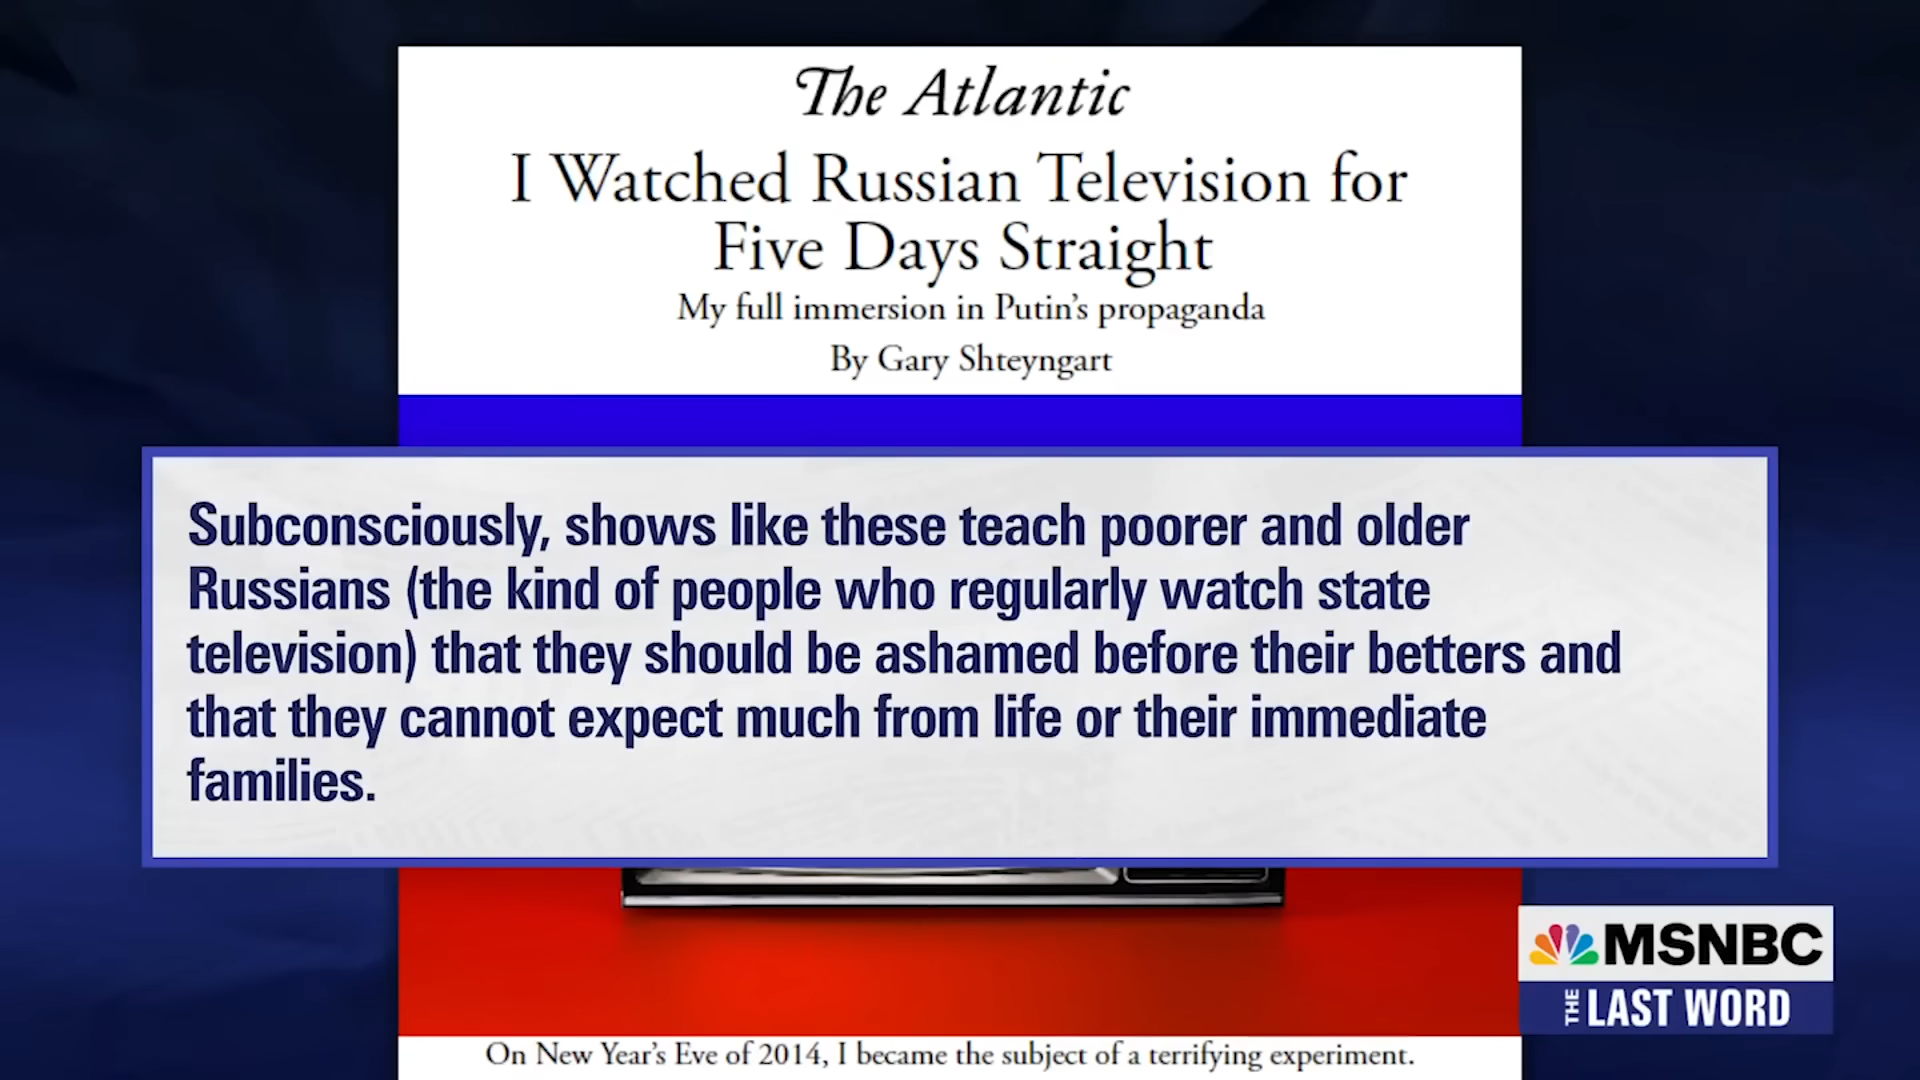 The Atlantic
I Watched Russian Television for
Five Days Straight
My full immersion in Putin's propaganda
By Gary Shteyngart
Subconsciously, shows like these teach poorer and older
Russians (the kind of people who regularly watch state
television) that they should be ashamed before their betters and
that they cannot expect much from life or their immediate
families.
MSNBC
THE LAST WORD
On New Year's Eve of 2014, I became the subject of a terrifying experiment.